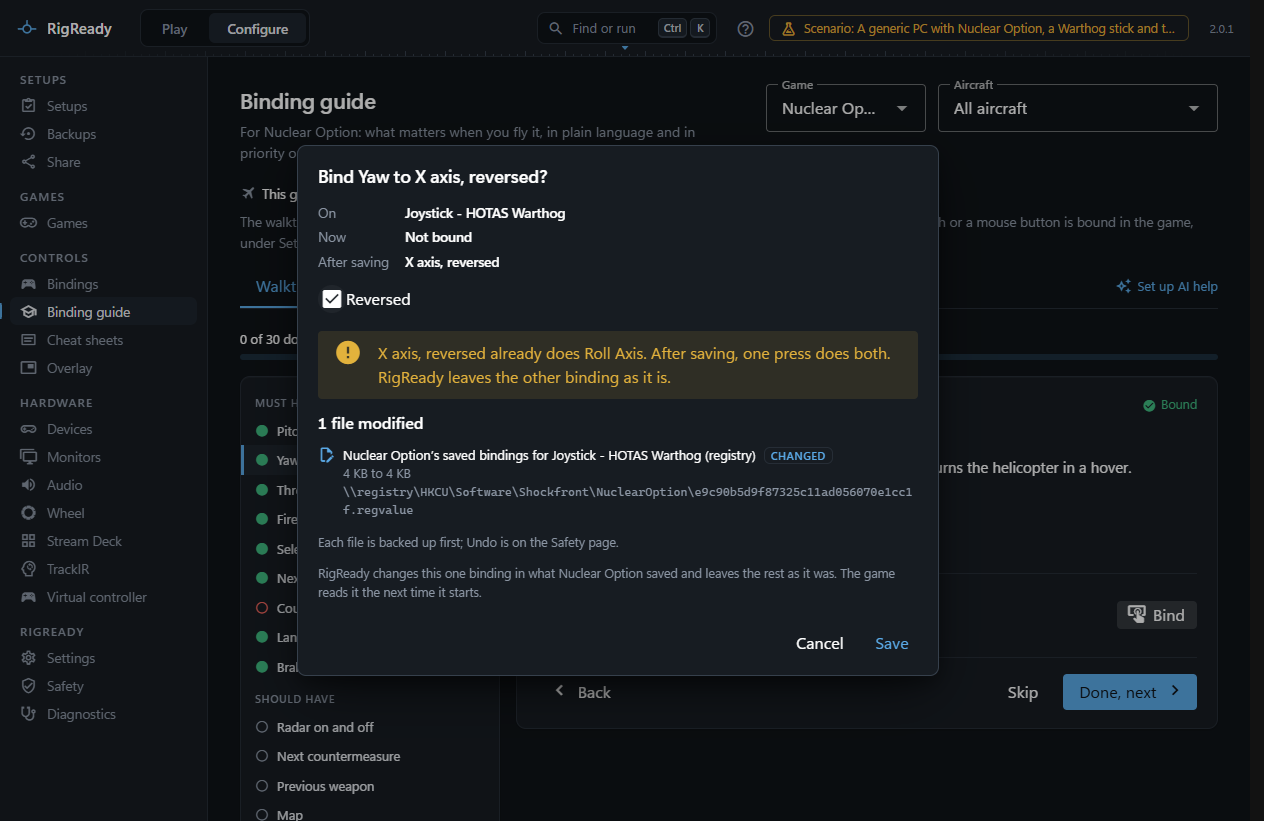 RigReady
Play
Configure
Find or run
Ctrl
K
Scenario: A generic PC with Nuclear Option, a Warthog stick and t...
2.0.1
SETUPS
Setups
Backups
Share
GAMES
Games
CONTROLS
Bindings
Binding guide
Cheat sheets
Overlay
HARDWARE
Devices
Monitors
Audio
Wheel
Stream Deck
TrackIR
Virtual controller
RIGREADY
Settings
Safety
Diagnostics
Binding guide
For Nuclear Option: what matters when you fly it, in plain language and in
priority o
Game
Nuclear Op...
Aircraft
All aircraft
This g
The walkt
h or a mouse button is bound in the game,
under Set
Walkt
Set up AI help
0 of 30 do
MUST H
Pitc
Yaw
Thr
Fire
Sele
Nex
Cou
Lan
Bral
SHOULD HAVE
Radar on and off
Next countermeasure
Previous weapon
Map
Bound
urns the helicopter in a hover.
Bind
Back
Skip
Done, next
Bind Yaw to X axis, reversed?
On
Joystick - HOTAS Warthog
Now
Not bound
After saving
X axis, reversed
Reversed
X axis, reversed already does Roll Axis. After saving, one press does both.
RigReady leaves the other binding as it is.
1 file modified
Nuclear Option's saved bindings for Joystick - HOTAS Warthog (registry)
CHANGED
4 KB to 4 KB
\\registry\HKCU\Software\Shockfront\NuclearOption\e9c90b5d9f87325c11ad056070e1cc1
f.regvalue
Each file is backed up first; Undo is on the Safety page.
RigReady changes this one binding in what Nuclear Option saved and leaves the rest as it was. The game
reads it the next time it starts.
Cancel
Save